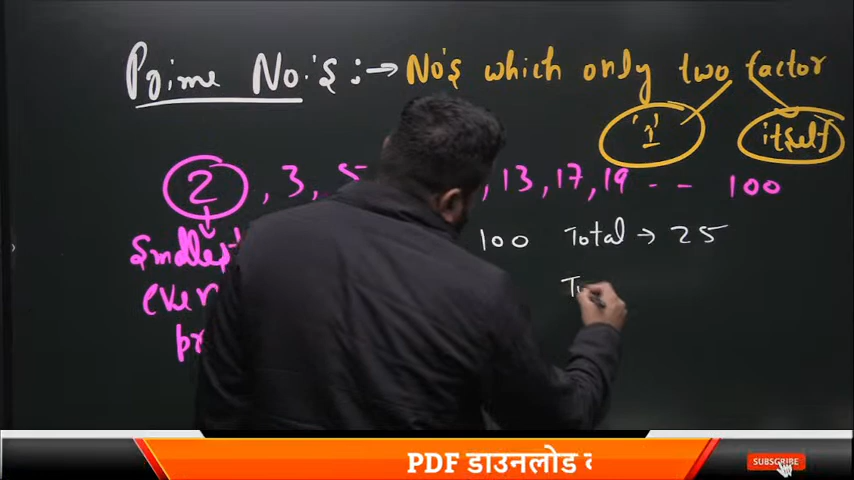 Prime No.'s :→ No's which only two factor
'1' itself
2, 3, 5 , 13, 17, 19 - - 100
100 Total → 25
Smallest
even
PDF डाउनलोड
SUBSCRIBE